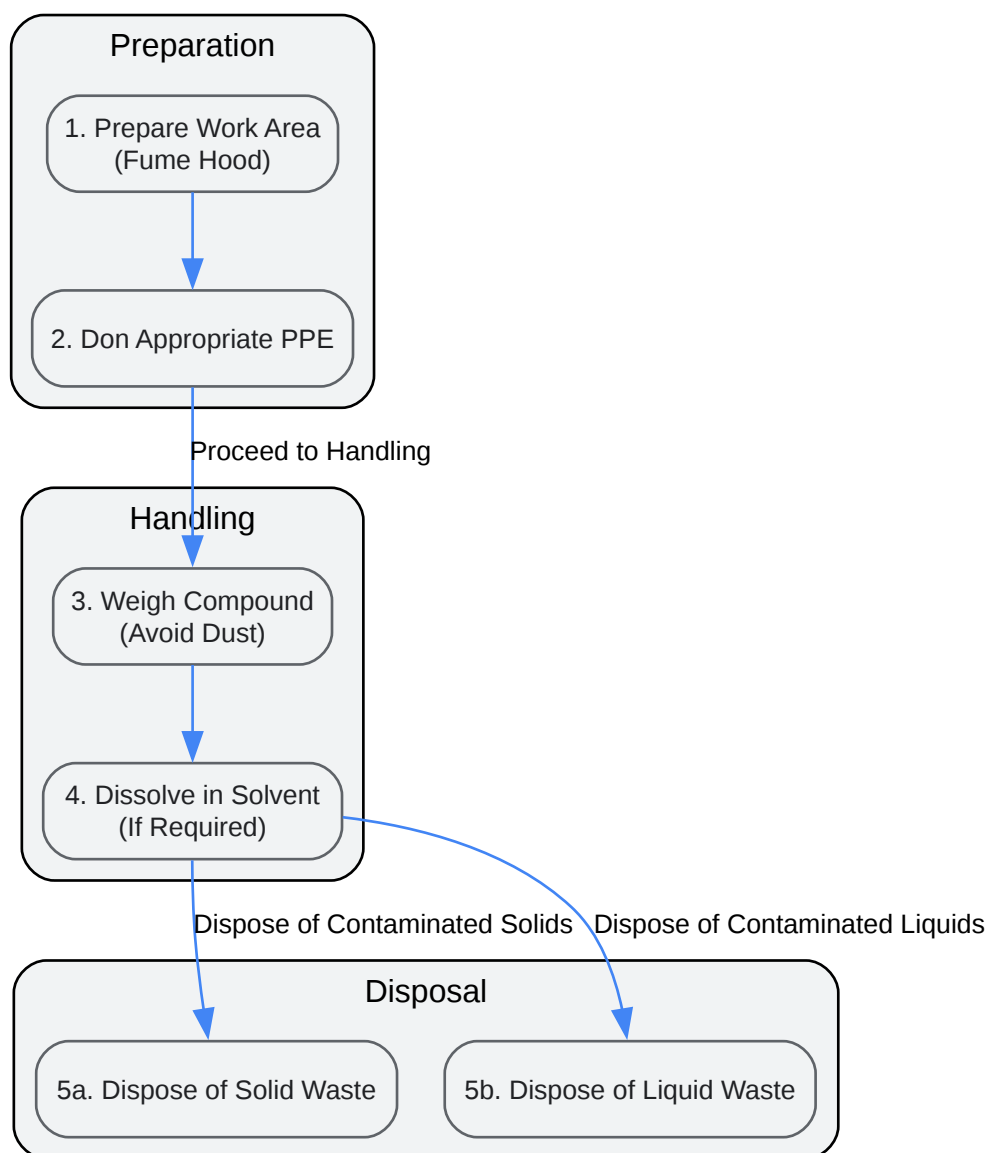 Preparation
1. Prepare Work Area
(Fume Hood)
2. Don Appropriate PPE
Proceed to Handling
Handling
3. Weigh Compound
(Avoid Dust)
4. Dissolve in Solvent
(If Required)
Dispose of Contaminated Solids
Dispose of Contaminated Liquids
Disposal
5a. Dispose of Solid Waste
5b. Dispose of Liquid Waste